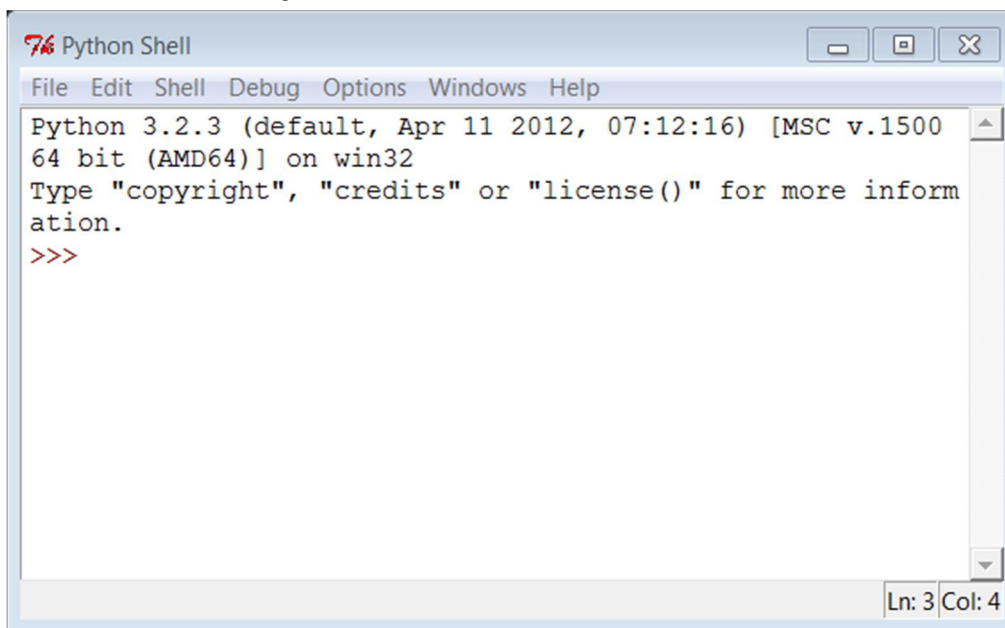 Python Shell
File Edit Shell Debug Options Windows Help
Python 3.2.3 (default, Apr 11 2012, 07:12:16) [MSC v.1500
64 bit (AMD64)] on win32
Type "copyright", "credits" or "license()" for more inform
ation.
>>>
Ln: 3 Col: 4